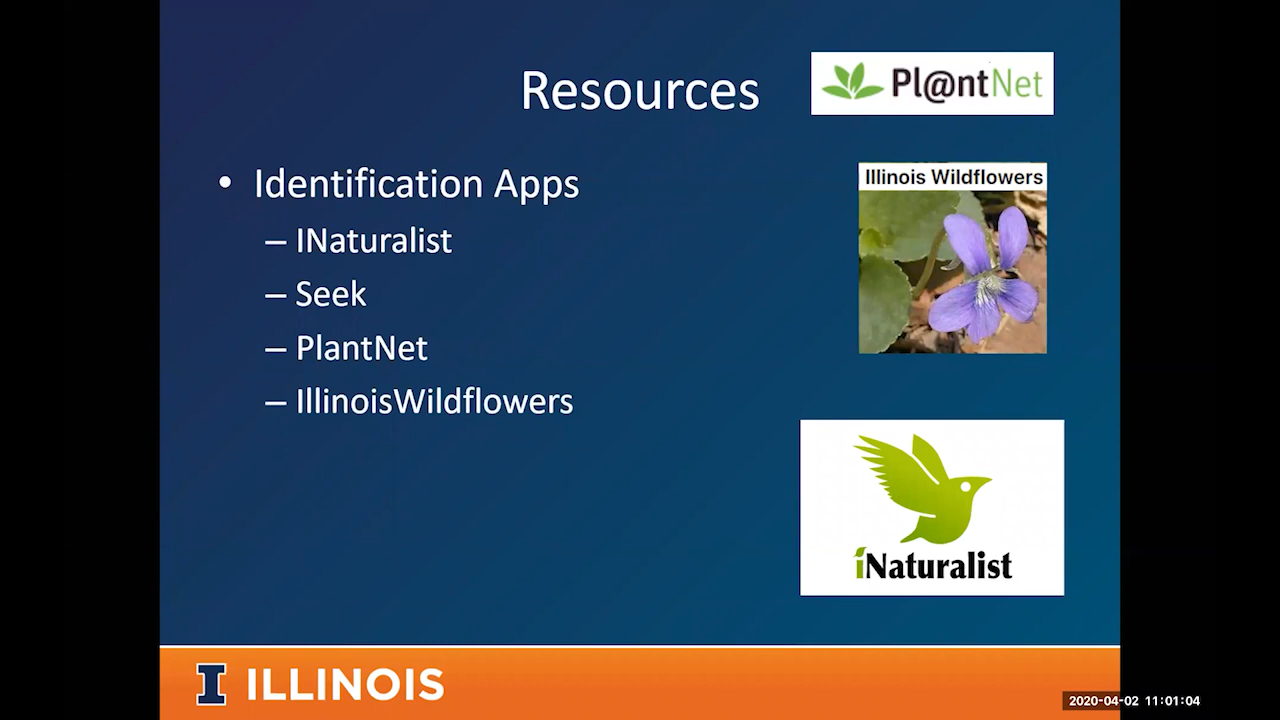 Resources
Pl@ntNet
• Identification Apps
– INaturalist
– Seek
– PlantNet
– IllinoisWildflowers
Illinois Wildflowers
iNaturalist
I ILLINOIS
2020-04-02 11:01:04